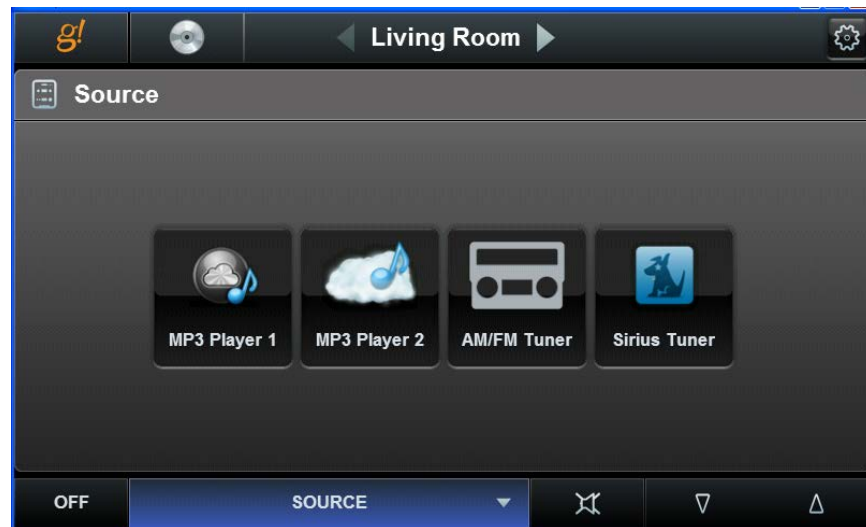 g!
Living Room
Source
MP3 Player 1
MP3 Player 2
AM/FM Tuner
Sirius Tuner
OFF
SOURCE